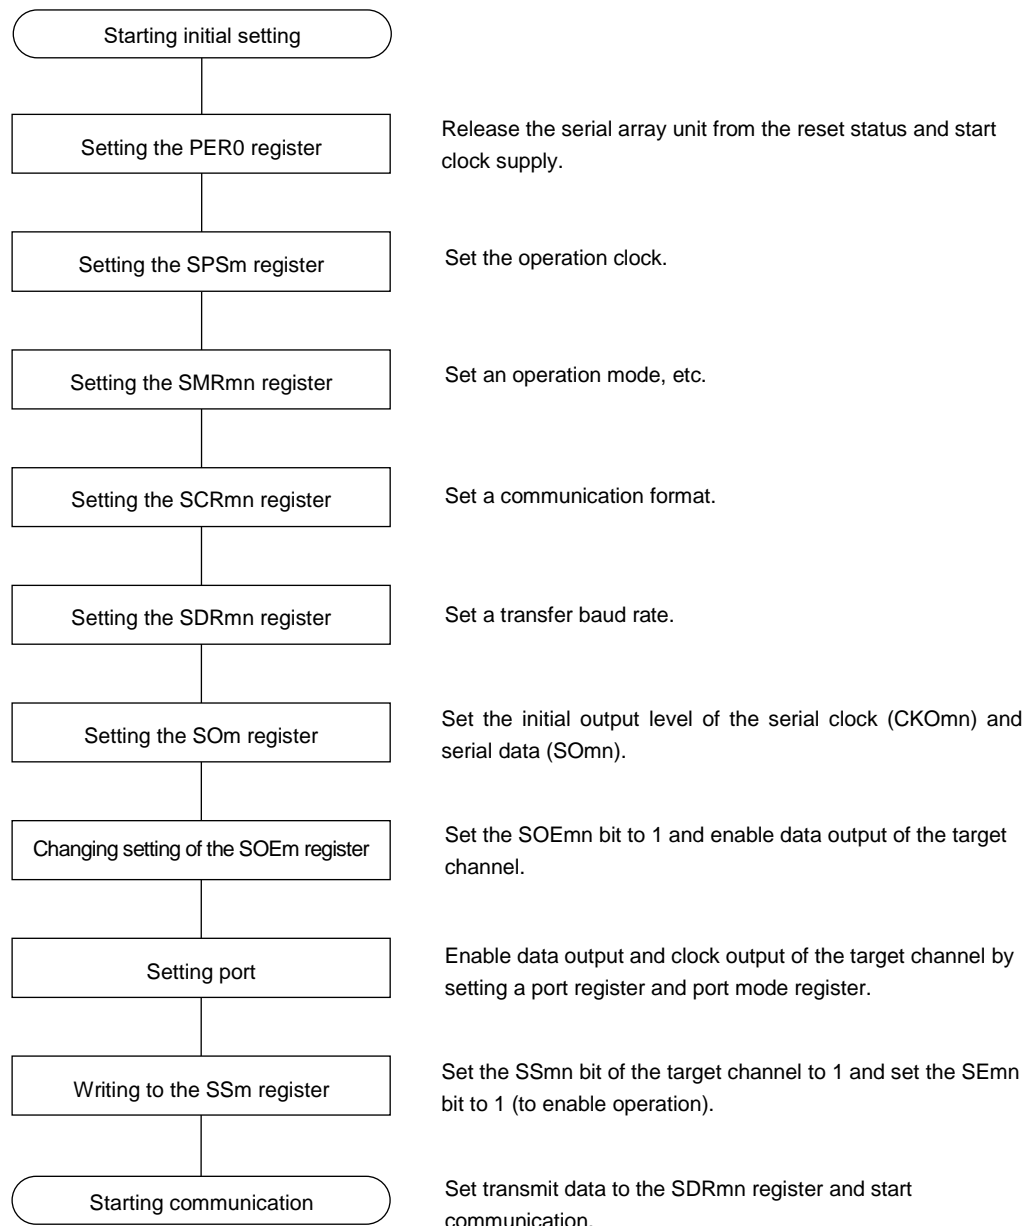 Starting initial setting
Setting the PER0 register
Release the serial array unit from the reset status and start
clock supply.
Setting the SPSm register
Set the operation clock.
Setting the SMRmn register
Set an operation mode, etc.
Setting the SCRmn register
Set a communication format.
Setting the SDRmn register
Set a transfer baud rate.
Setting the SOm register
Set the initial output level of the serial clock (CKOmn) and
serial data (SOmn).
Changing setting of the SOEm register
Set the SOEmn bit to 1 and enable data output of the target
channel.
Setting port
Enable data output and clock output of the target channel by
setting a port register and port mode register.
Writing to the SSm register
Set the SSmn bit of the target channel to 1 and set the SEmn
bit to 1 (to enable operation).
Starting communication
Set transmit data to the SDRmn register and start
communication.